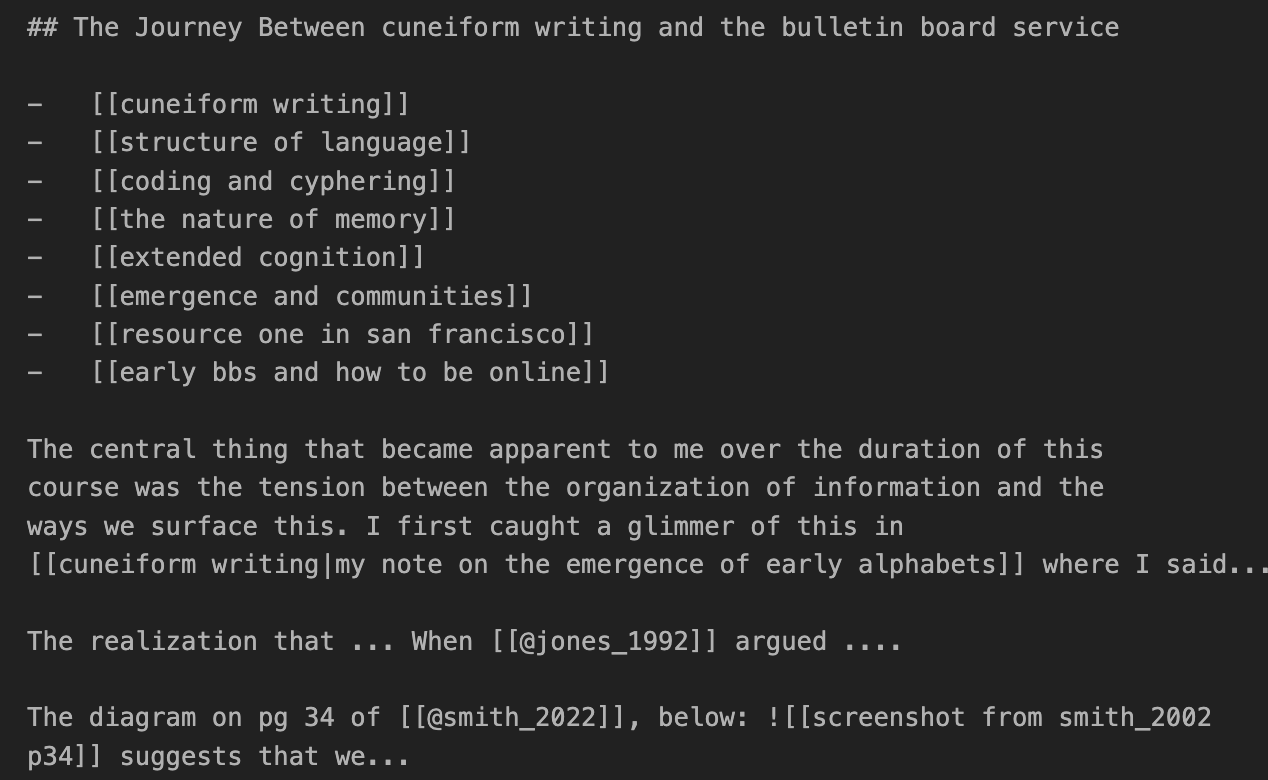 ## The Journey Between cuneiform writing and the bulletin board service
- [[cuneiform writing]]
- [[structure of language]]
- [[coding and cyphering]]
- [[the nature of memory]]
- [[extended cognition]]
- [[emergence and communities]]
- [[resource one in san francisco]]
- [[early bbs and how to be online]]
The central thing that became apparent to me over the duration of this
course was the tension between the organization of information and the
ways we surface this. I first caught a glimmer of this in
[[cuneiform writing|my note on the emergence of early alphabets]] where I said...
The realization that ... When [[@jones_1992]] argued ....
The diagram on pg 34 of [[@smith_2022]], below: ![[screenshot from smith_2002
p34]] suggests that we...